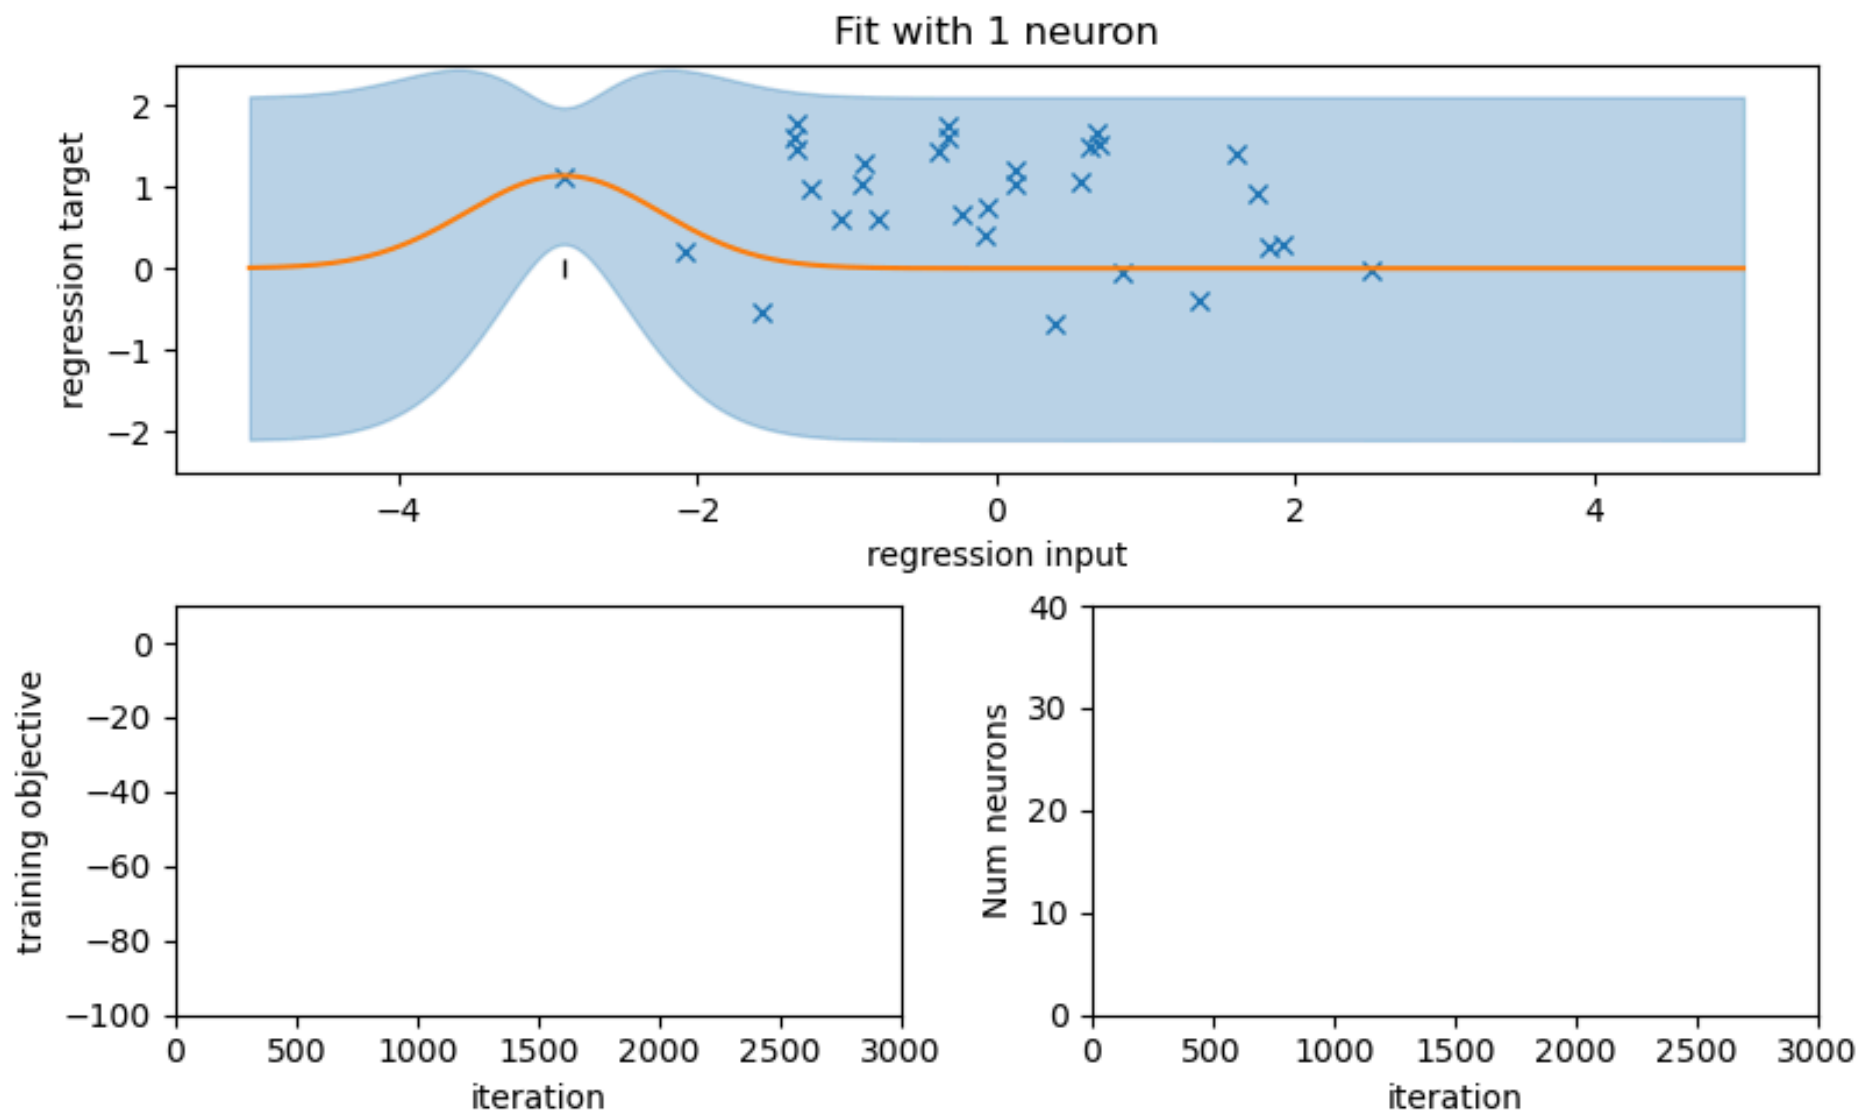 Fit with 1 neuron
regression target
2
1
0
−1
−2
−4 −2 0 2 4
regression input
training objective
0
−20
−40
−60
−80
−100
0 500 1000 1500 2000 2500 3000
iteration
Num neurons
40
30
20
10
0
0 500 1000 1500 2000 2500 3000
iteration